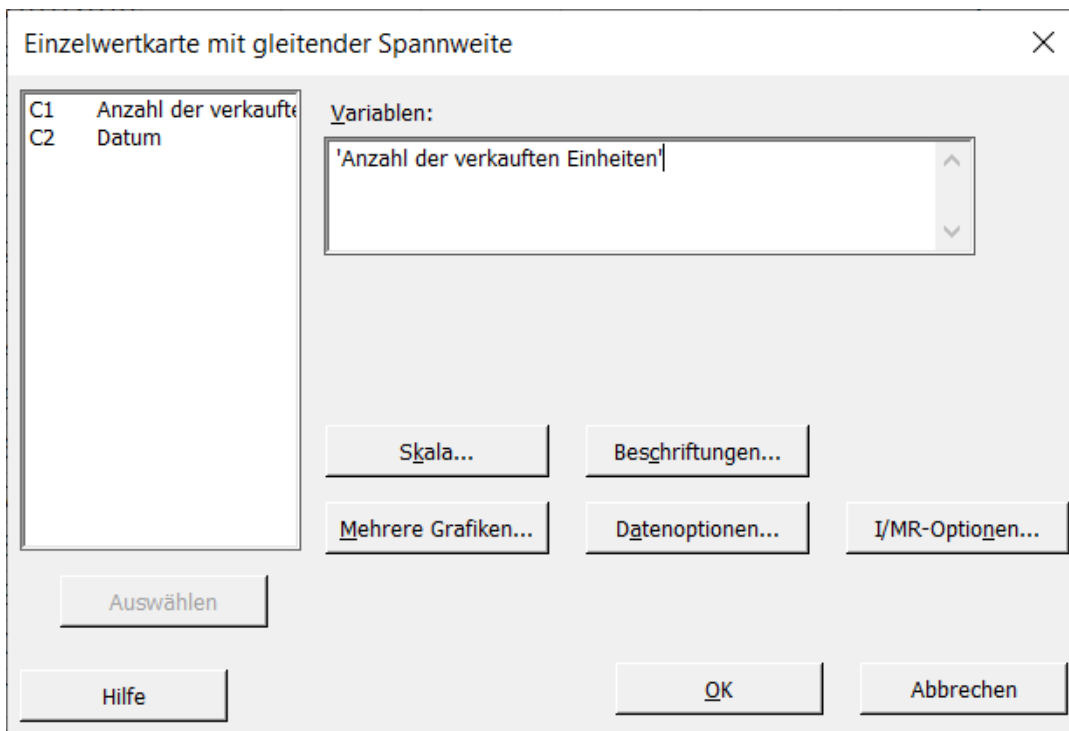 Einzelwertkarte mit gleitender Spannweite
C1 Anzahl der verkaufte
C2 Datum
Variablen:
'Anzahl der verkauften Einheiten'
Skala...
Beschriftungen...
Mehrere Grafiken...
Datenoptionen...
I/MR-Optionen...
Auswählen
Hilfe
OK
Abbrechen